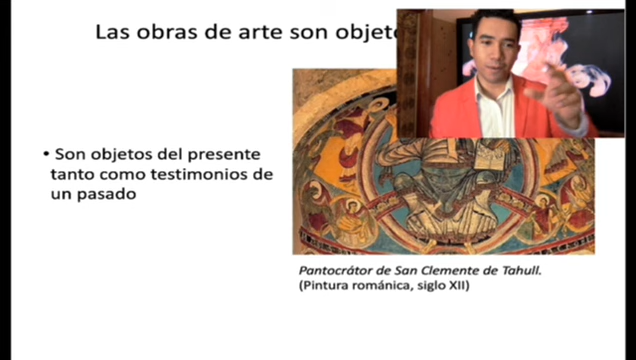 Las obras de arte son
• Son objetos del presente
tanto como testimonios de
un pasado
Pantocrátor de San Clemente de Tahull.
(Pintura románica, siglo XII)